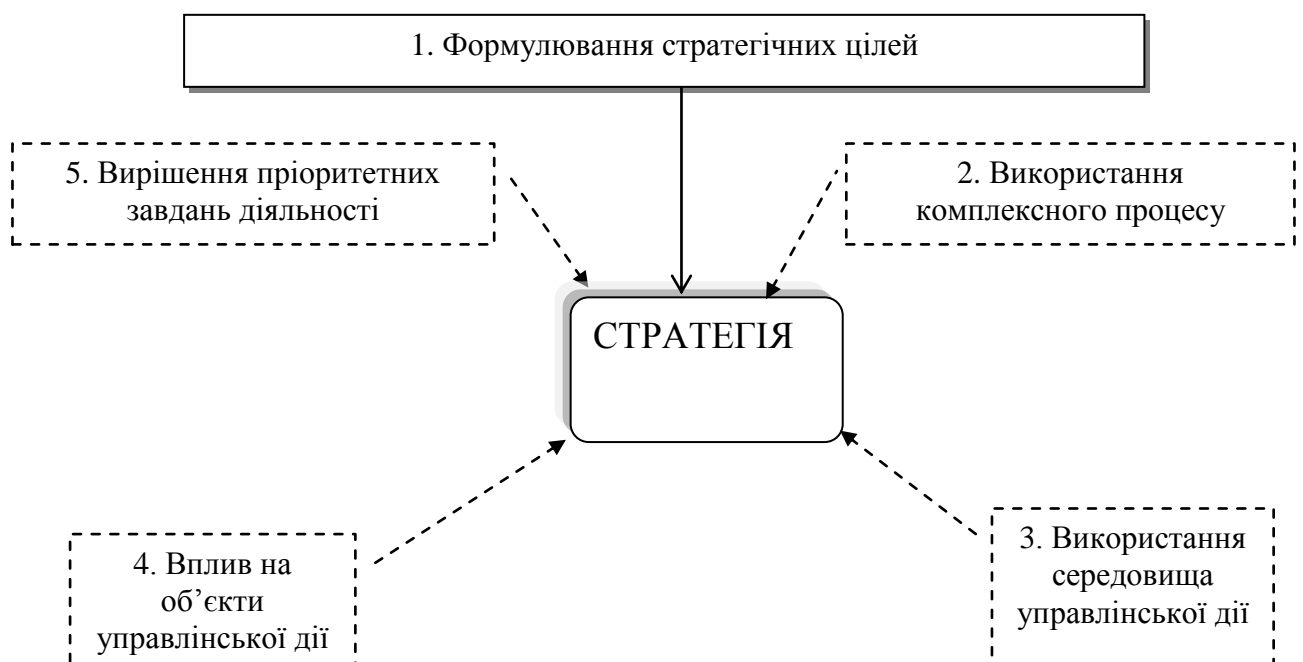 1. Формулювання стратегічних цілей
5. Вирішення пріоритетних
завдань діяльності
2. Використання
комплексного процесу
СТРАТЕГІЯ
4. Вплив на
об’єкти
управлінської дії
3. Використання
середовища
управлінської дії